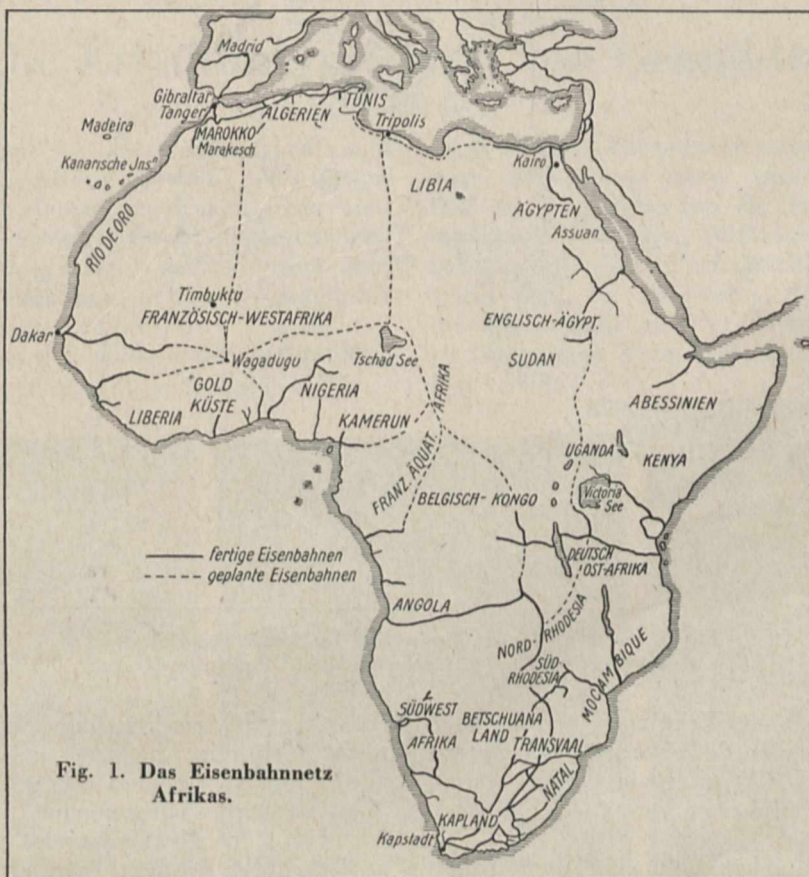 Madrid
Gibraltar
Tanger
TUNIS
ALGERIEN
Tripolis
Madeira
MAROKKO
Marakesch
Kanarische Jns.
Kairo
LIBIA
ÄGYPTEN
Assuan
RIO DE ORO
Timbuktu
FRANZÖSISCH-WESTAFRIKA
ENGLISCH-ÄGYPT.
SUDAN
Dakar
Wagadugu
Tschad See
GOLD
KÜSTE
NIGERIA
LIBERIA
KAMERUN
FRANZ. ÄQUAT. AFRIKA
ABESSINIEN
UGANDA
KENYA
BELGISCH-KONGO
Victoria
See
fertige Eisenbahnen
geplante Eisenbahnen
DEUTSCH
OST-AFRIKA
ANGOLA
NORD-RHODESIA
SÜD
RHODESIA
MOCAMBIQUE
SÜDWEST
AFRIKA
BETSCHUANA
LAND
TRANSVAAL
NATAL
KAPLAND
Kapstadt
Fig. 1. Das Eisenbahnnetz
Afrikas.